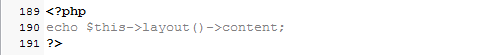 189 <?php
190 echo $this->layout()->content;
191 ?>